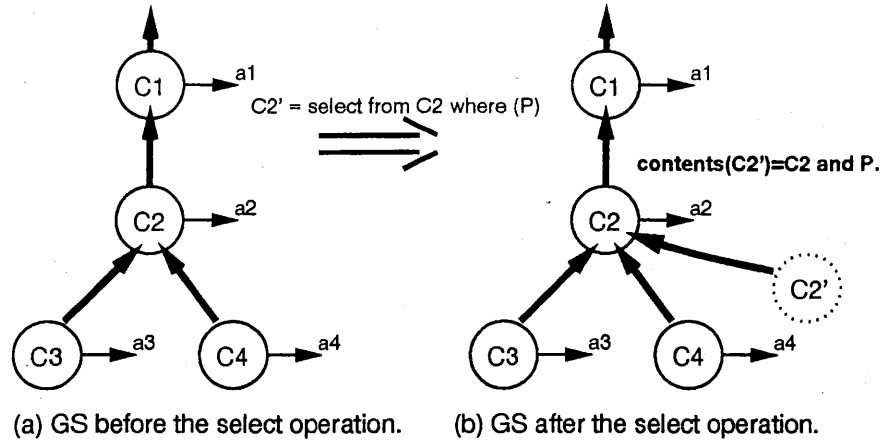 C1
a1
C2' = select from C2 where (P)
C2
a2
C3
a3
C4
a4
(a) GS before the select operation.
C1
a1
contents(C2')=C2 and P.
C2
a2
C2'
C3
a3
C4
a4
(b) GS after the select operation.